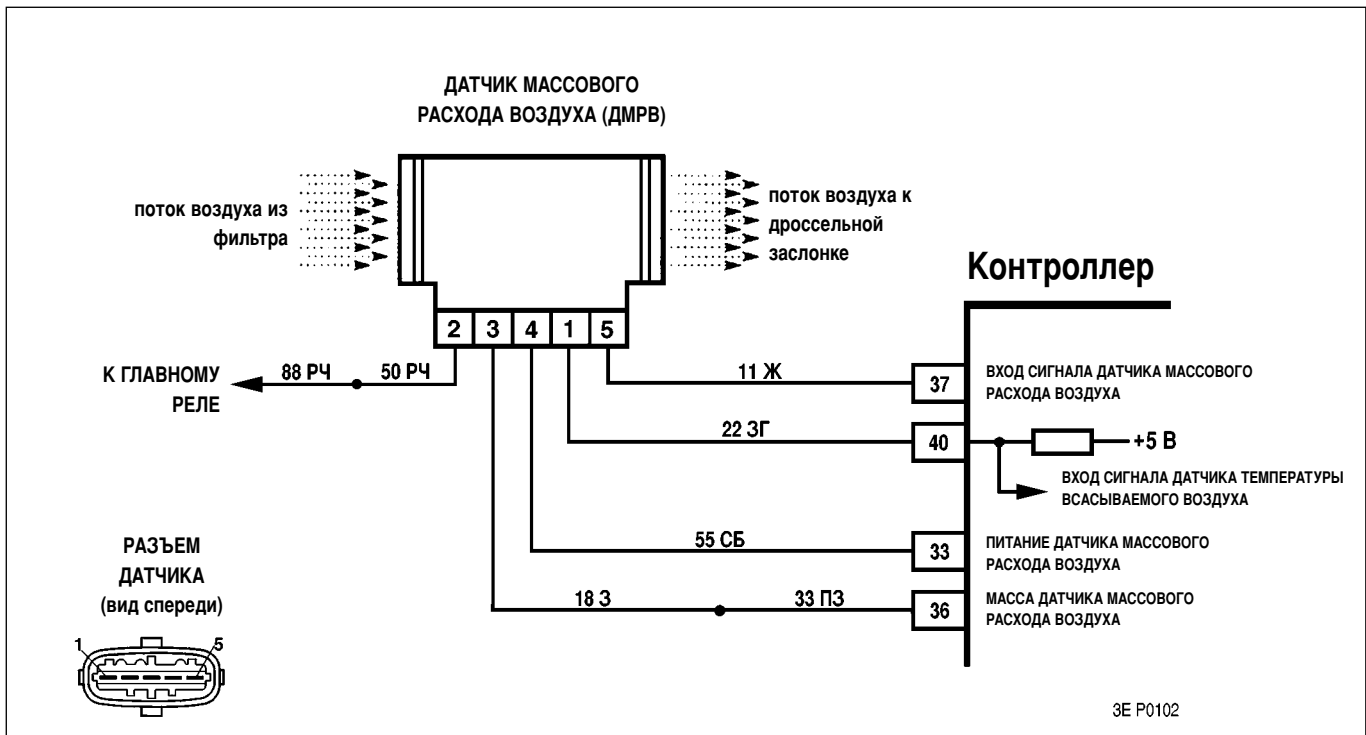 ДАТЧИК МАССОВОГО
РАСХОДА ВОЗДУХА (ДМРВ)
поток воздуха из
фильтра
поток воздуха к
дроссельной
заслонке
Контроллер
2 3 4 1 5
К ГЛАВНОМУ
РЕЛЕ
88 РЧ
50 РЧ
11 Ж
37
ВХОД СИГНАЛА ДАТЧИКА МАССОВОГО
РАСХОДА ВОЗДУХА
22 ЗГ
40
+5 В
ВХОД СИГНАЛА ДАТЧИКА ТЕМПЕРАТУРЫ
ВСАСЫВАЕМОГО ВОЗДУХА
55 СБ
33
ПИТАНИЕ ДАТЧИКА МАССОВОГО
РАСХОДА ВОЗДУХА
18 З
33 ПЗ
36
МАССА ДАТЧИКА МАССОВОГО
РАСХОДА ВОЗДУХА
РАЗЪЕМ
ДАТЧИКА
(вид спереди)
1
5
3E P0102